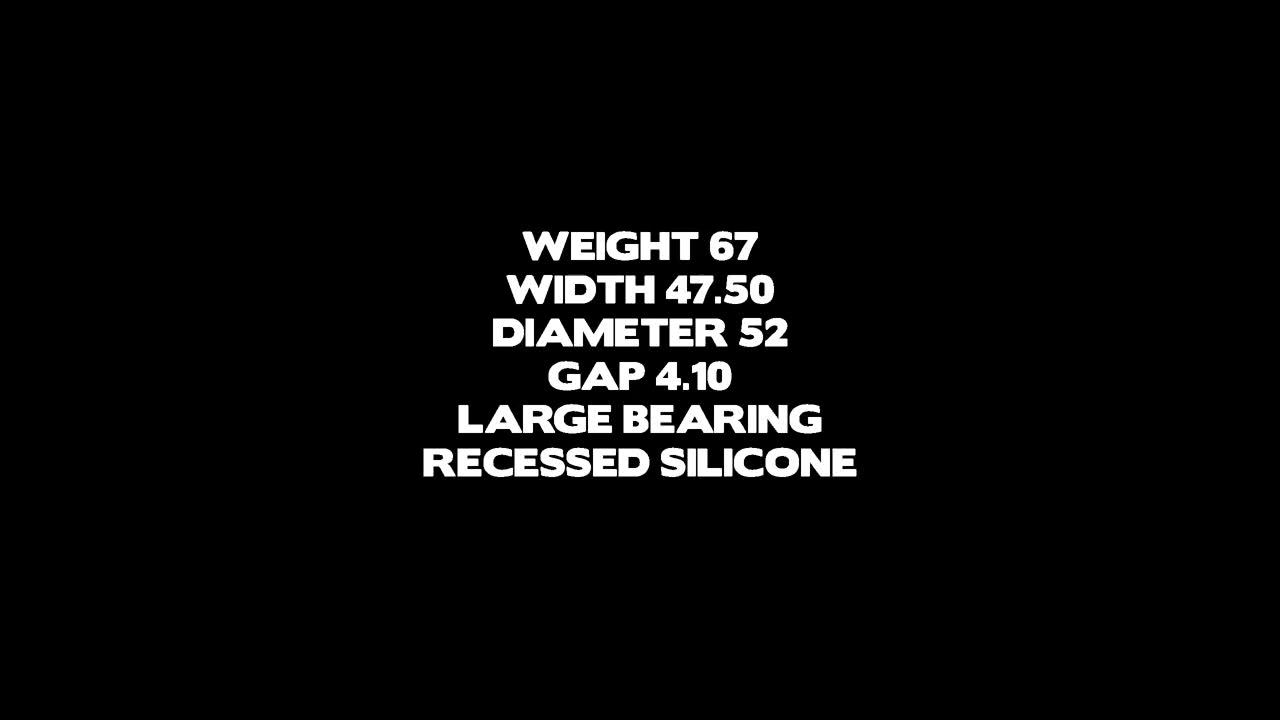 WEIGHT 67
WIDTH 47.50
DIAMETER 52
GAP 4.10
LARGE BEARING
RECESSED SILICONE